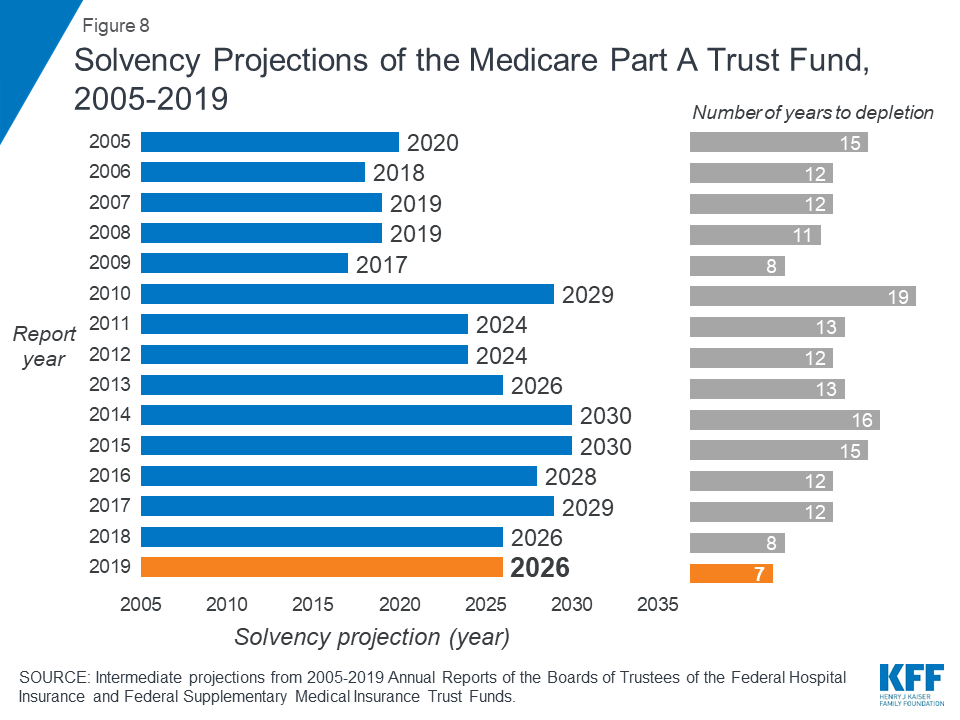 Figure 8
Solvency Projections of the Medicare Part A Trust Fund,
2005-2019
Number of years to depletion
2005 2020 15
2006 2018 12
2007 2019 12
2008 2019 11
2009 2017 8
2010 2029 19
2011 2024 13
2012 2024 12
2013 2026 13
2014 2030 16
2015 2030 15
2016 2028 12
2017 2029 12
2018 2026 8
2019 2026 7
Report
year
2005 2010 2015 2020 2025 2030 2035
Solvency projection (year)
SOURCE: Intermediate projections from 2005-2019 Annual Reports of the Boards of Trustees of the Federal Hospital
Insurance and Federal Supplementary Medical Insurance Trust Funds.
KFF
HENRY J KAISER
FAMILY FOUNDATION